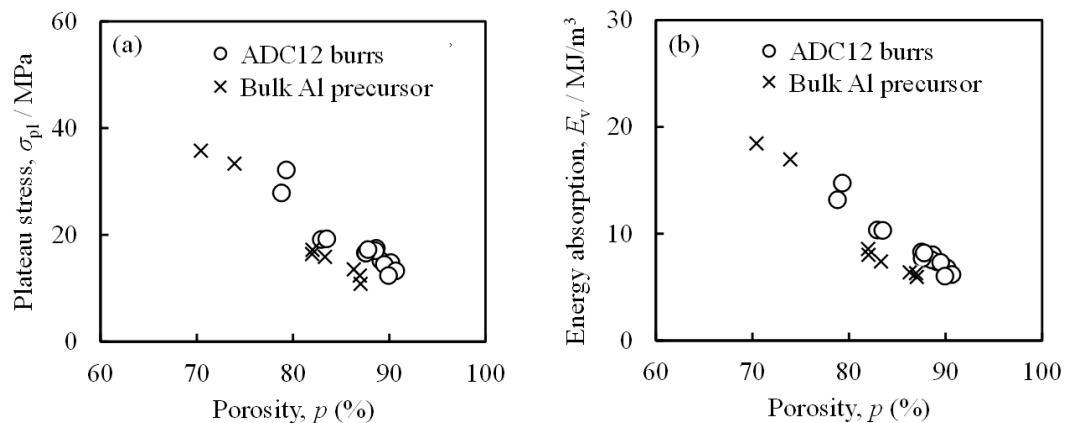 (a)
ADC12 burrs
Bulk Al precursor
Plateau stress, σpl / MPa
60
40
20
0
60 70 80 90 100
Porosity, p (%)
(b)
ADC12 burrs
Bulk Al precursor
Energy absorption, Ev / MJ/m³
30
20
10
0
60 70 80 90 100
Porosity, p (%)